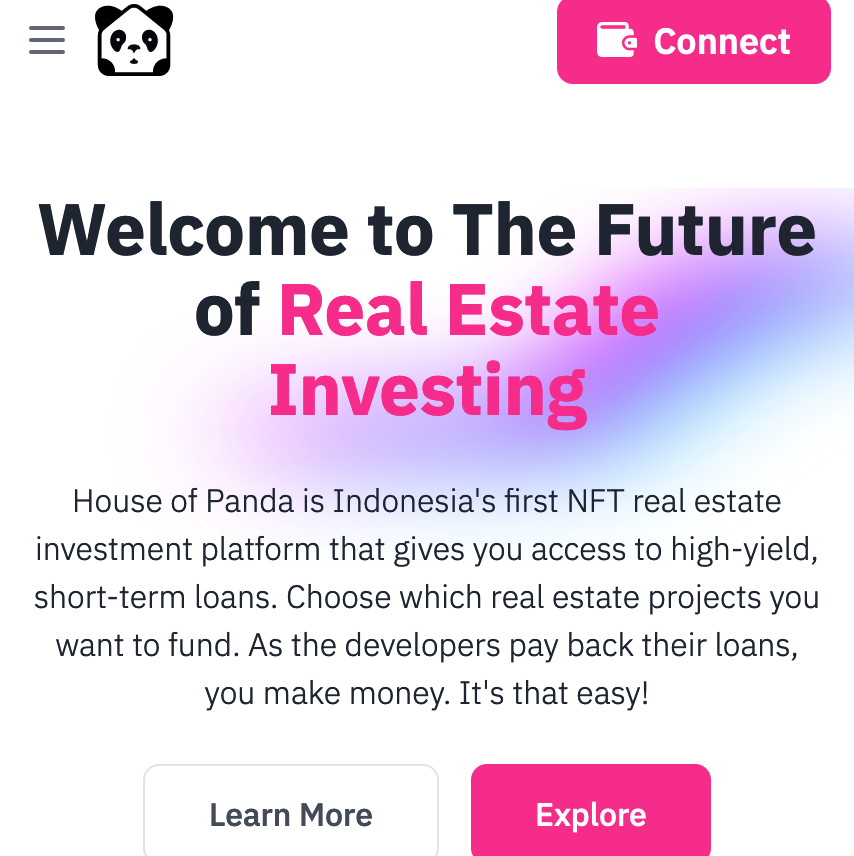 Connect
Welcome to The Future
of Real Estate
Investing
House of Panda is Indonesia's first NFT real estate
investment platform that gives you access to high-yield,
short-term loans. Choose which real estate projects you
want to fund. As the developers pay back their loans,
you make money. It's that easy!
Learn More
Explore